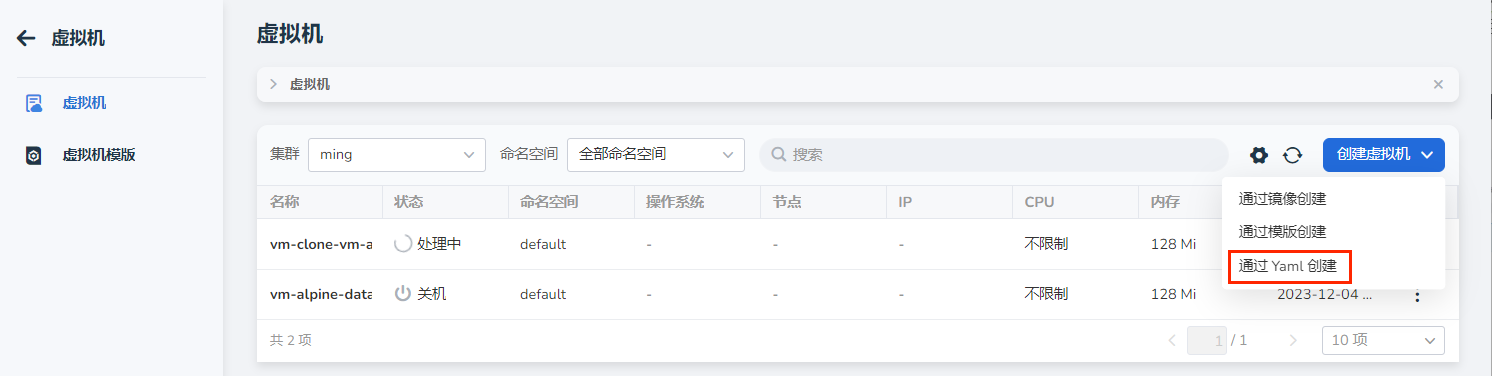 虚拟机
虚拟机
虚拟机模版
虚拟机
虚拟机
集群 ming 命名空间 全部命名空间 搜索 创建虚拟机
通过镜像创建
通过模版创建
通过 Yaml 创建
名称 状态 命名空间 操作系统 节点 IP CPU 内存
vm-clone-vm-a 处理中 default - - - 不限制 128 Mi
vm-alpine-data 关机 default - - - 不限制 128 Mi 2023-12-04 ...
共 2 项 1 / 1 10 项